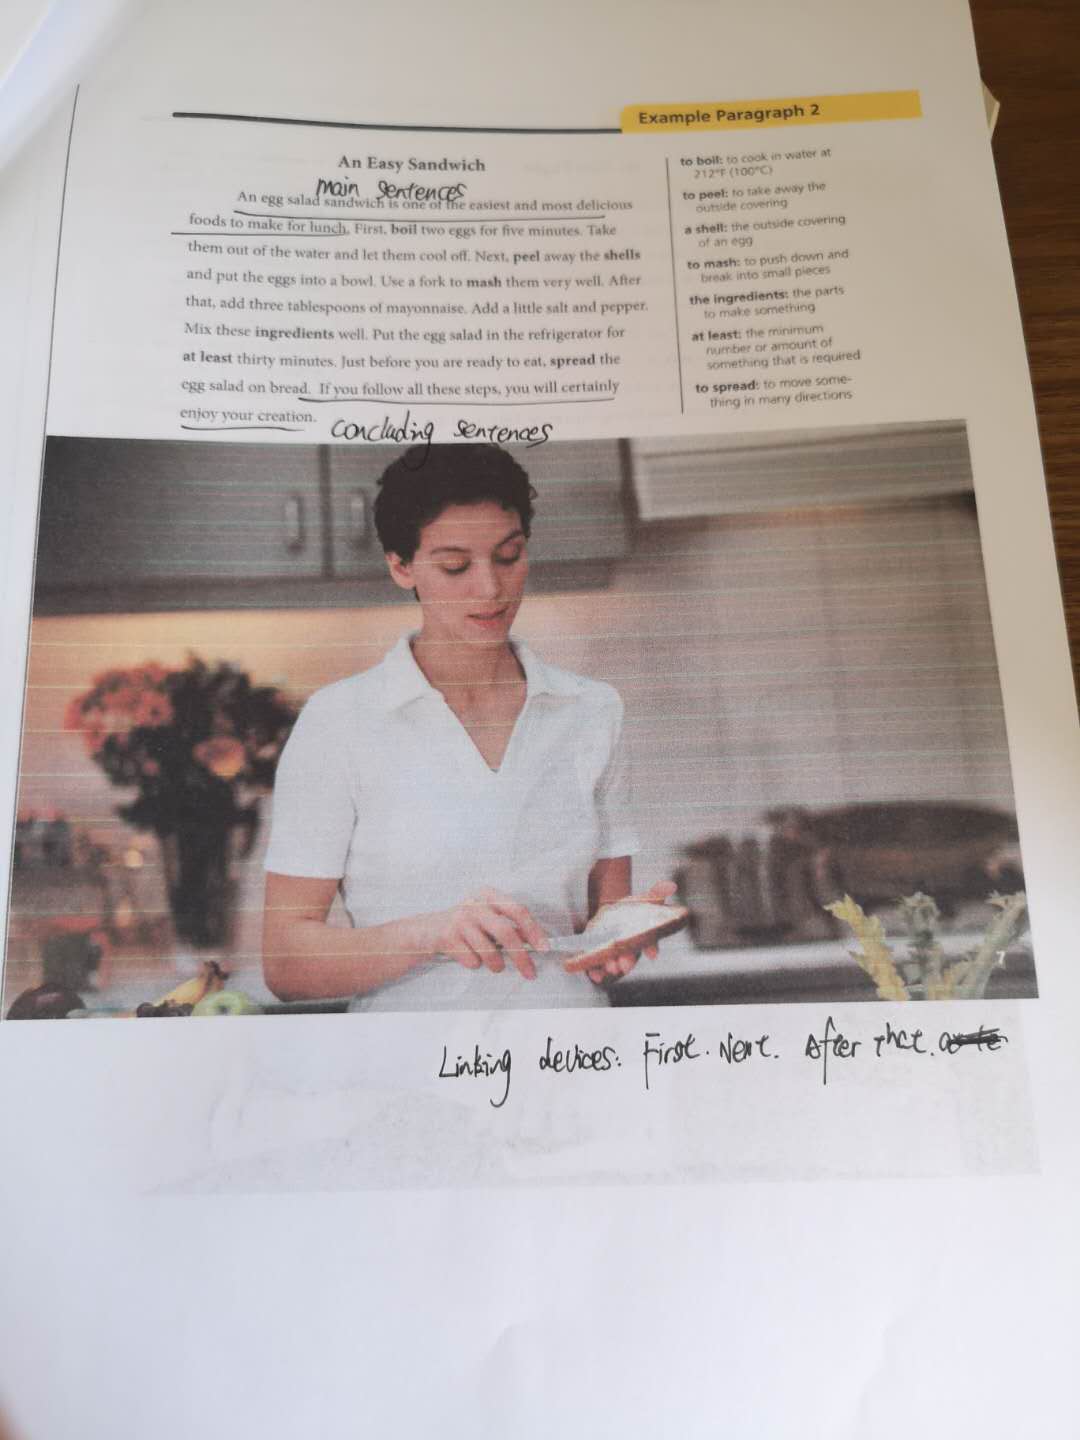 Example Paragraph 2
An Easy Sandwich
main sentences
An egg salad sandwich is one of the easiest and most delicious
foods to make for lunch. First, boil two eggs for five minutes. Take
them out of the water and let them cool off. Next, peel away the shells
and put the eggs into a bowl. Use a fork to mash them very well. After
that, add three tablespoons of mayonnaise. Add a little salt and pepper.
Mix these ingredients well. Put the egg salad in the refrigerator for
at least thirty minutes. Just before you are ready to eat, spread the
egg salad on bread. If you follow all these steps, you will certainly
enjoy your creation.
concluding sentences
to boil: to cook in water at
212°F (100°C)
to peel: to take away the
outside covering
a shell: the outside covering
of an egg
to mash: to push down and
break into small pieces
the ingredients: the parts
to make something
at least: the minimum
number or amount of
something that is required
to spread: to move some-
thing in many directions
7
Linking devices: First. Next. After that.